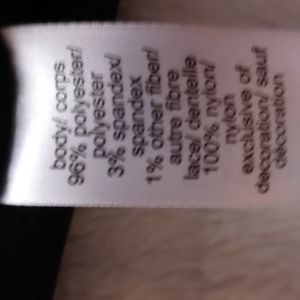 body/ corps
96% polyester/
polyester
3% spandex/
spandex
1% other fiber/
autre fibre
lace/ dentelle
100% nylon/
nylon
exclusive of
decoration/ sauf
décoration